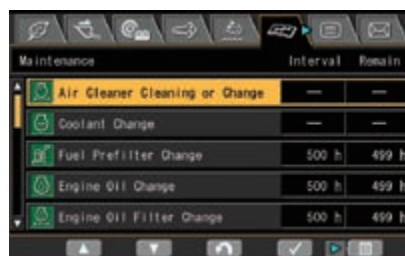 Maintenance Interval Remain
Air Cleaner Cleaning or Change — —
Coolant Change — —
Fuel Prefilter Change 500 h 499 h
Engine Oil Change 500 h 499 h
Engine Oil Filter Change 500 h 499 h